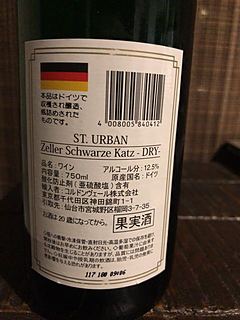 本品はドイツで
収穫され醸造、
瓶詰めされた
ものです。
4 008005 840412
ST. URBAN
Zeller Schwarze Katz - DRY-
品名:ワイン
アルコール分:12.5%
内容量:750ml
原産国名:ドイツ
酸化防止剤(亜硫酸塩)含有
輸入者:コルドンヴェール株式会社
東京都千代田区神田錦町1-1
引取先:仙台市宮城野区福岡3-7-35
お酒は20歳になってから。
果実酒
117 180 09:06